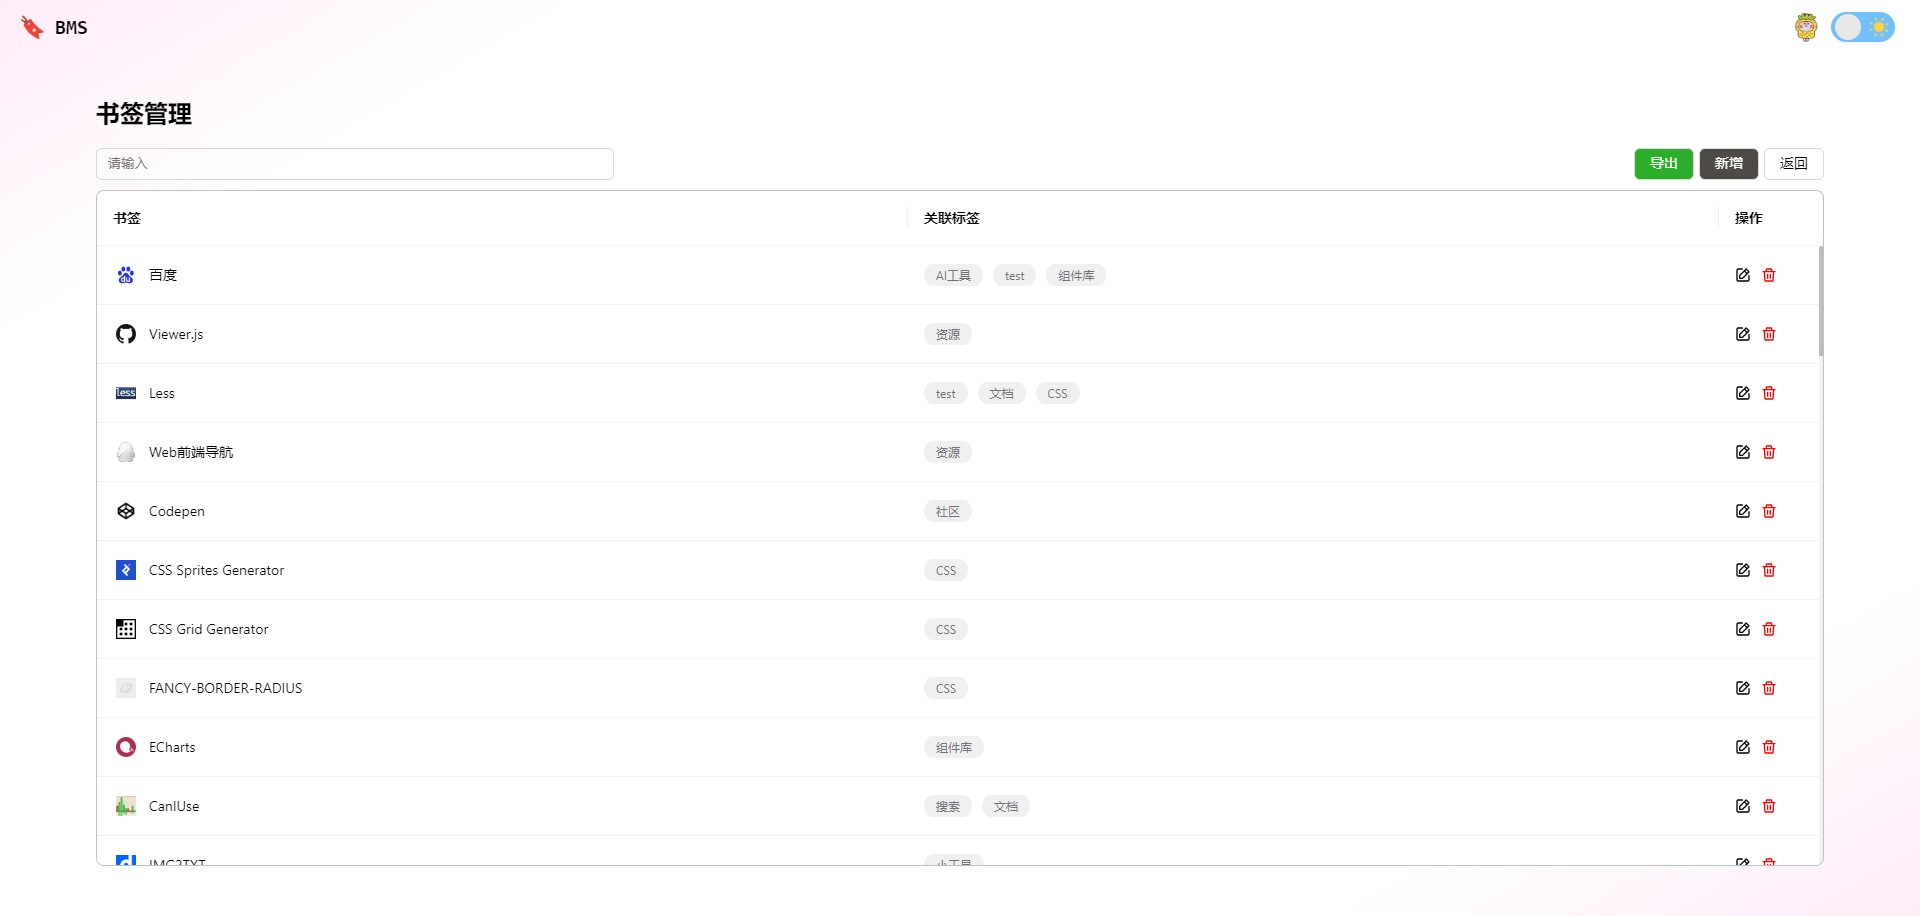 BMS
书签管理
请输入
导出 新增 返回
书签 关联标签 操作
百度 AI工具 test 组件库
Viewer.js 资源
Less test 文档 CSS
Web前端导航 资源
Codepen 社区
CSS Sprites Generator CSS
CSS Grid Generator CSS
FANCY-BORDER-RADIUS CSS
ECharts 组件库
CanIUse 搜索 文档
IMG2TXT 小工具